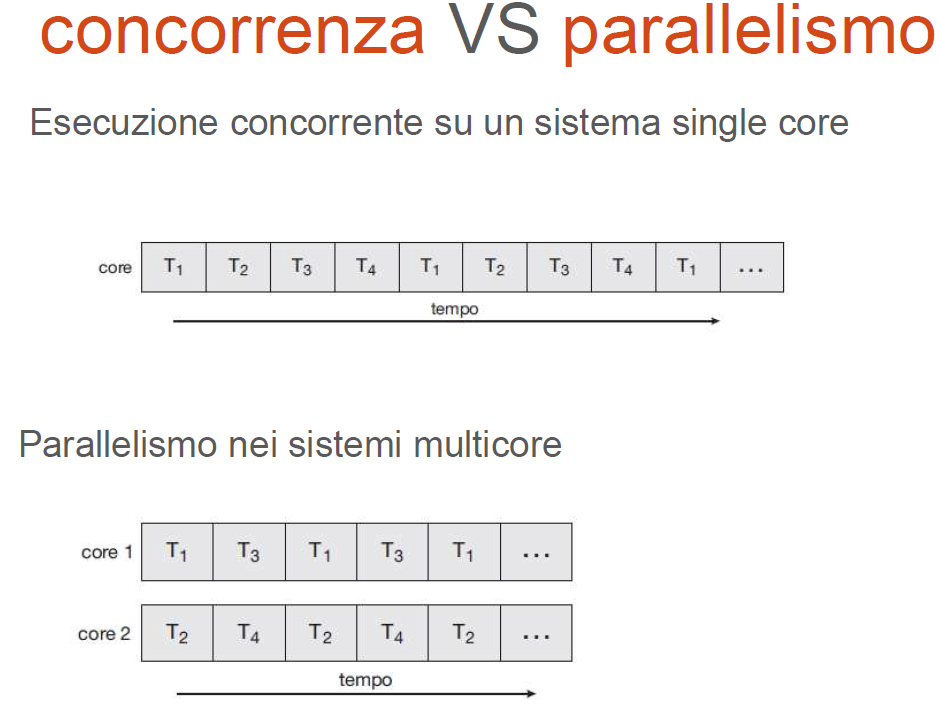 concorrenza VS parallelismo
Esecuzione concorrente su un sistema single core
core T₁ T₂ T₃ T₄ T₁ T₂ T₃ T₄ T₁ ...
tempo
Parallelismo nei sistemi multicore
core 1 T₁ T₃ T₁ T₃ T₁ ...
core 2 T₂ T₄ T₂ T₄ T₂ ...
tempo